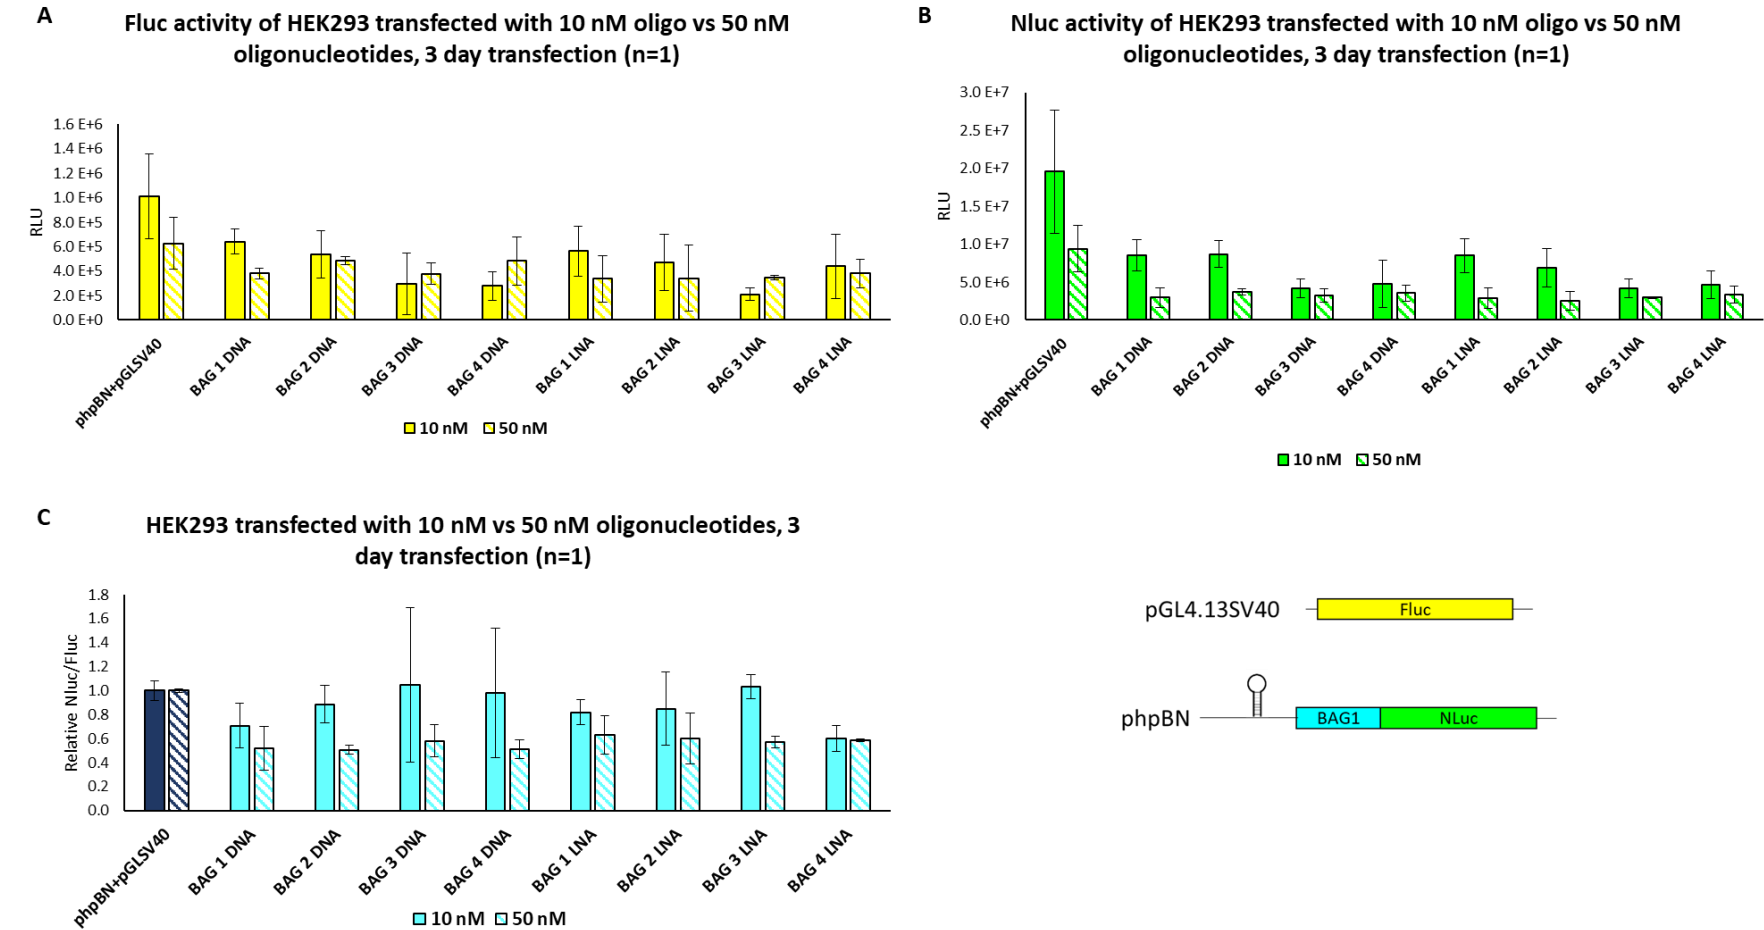 A
Fluc activity of HEK293 transfected with 10 nM oligo vs 50 nM
oligonucleotides, 3 day transfection (n=1)
1.6 E+6
1.4 E+6
1.2 E+6
1.0 E+6
8.0 E+5
6.0 E+5
4.0 E+5
2.0 E+5
0.0 E+0
RLU
phpBN+pGLSV40
BAG 1 DNA
BAG 2 DNA
BAG 3 DNA
BAG 4 DNA
BAG 1 LNA
BAG 2 LNA
BAG 3 LNA
BAG 4 LNA
10 nM 50 nM
B
Nluc activity of HEK293 transfected with 10 nM oligo vs 50 nM
oligonucleotides, 3 day transfection (n=1)
3.0 E+7
2.5 E+7
2.0 E+7
1.5 E+7
1.0 E+7
5.0 E+6
0.0 E+0
RLU
phpBN+pGLSV40
BAG 1 DNA
BAG 2 DNA
BAG 3 DNA
BAG 4 DNA
BAG 1 LNA
BAG 2 LNA
BAG 3 LNA
BAG 4 LNA
10 nM 50 nM
C
HEK293 transfected with 10 nM vs 50 nM oligonucleotides, 3
day transfection (n=1)
1.8
1.6
1.4
1.2
1.0
0.8
0.6
0.4
0.2
0.0
Relative Nluc/Fluc
phpBN+pGLSV40
BAG 1 DNA
BAG 2 DNA
BAG 3 DNA
BAG 4 DNA
BAG 1 LNA
BAG 2 LNA
BAG 3 LNA
BAG 4 LNA
10 nM 50 nM
pGL4.13SV40 Fluc
phpBN BAG1 NLuc